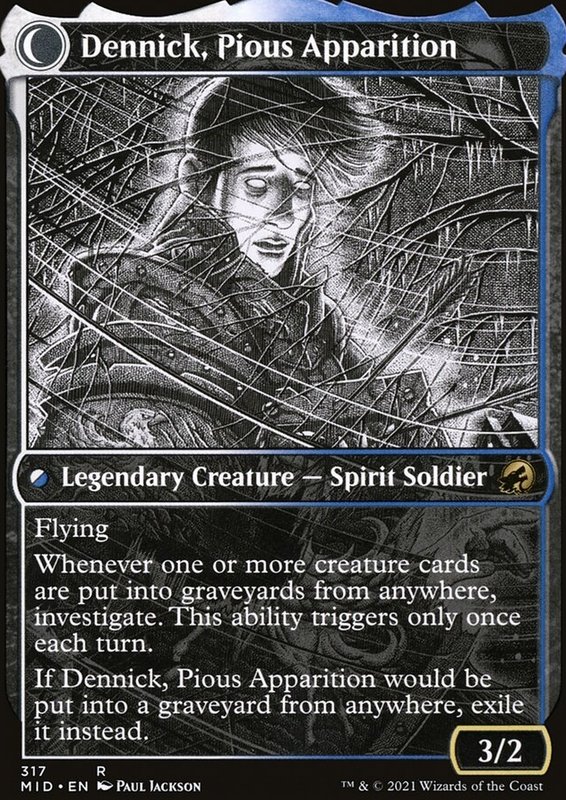 Dennick, Pious Apparition
Legendary Creature — Spirit Soldier
Flying
Whenever one or more creature cards
are put into graveyards from anywhere,
investigate. This ability triggers only once
each turn.
If Dennick, Pious Apparition would be
put into a graveyard from anywhere, exile
it instead.
3/2
317 R
MID • EN Paul Jackson
™ & © 2021 Wizards of the Coast